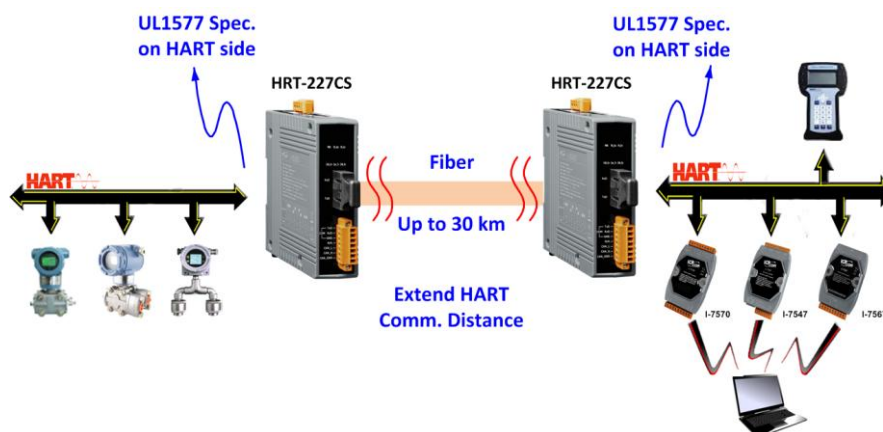 UL1577 Spec.
on HART side
UL1577 Spec.
on HART side
HRT-227CS
HRT-227CS
HART
HART
Fiber
Up to 30 km
Extend HART
Comm. Distance
I-7570
I-7547
I-756